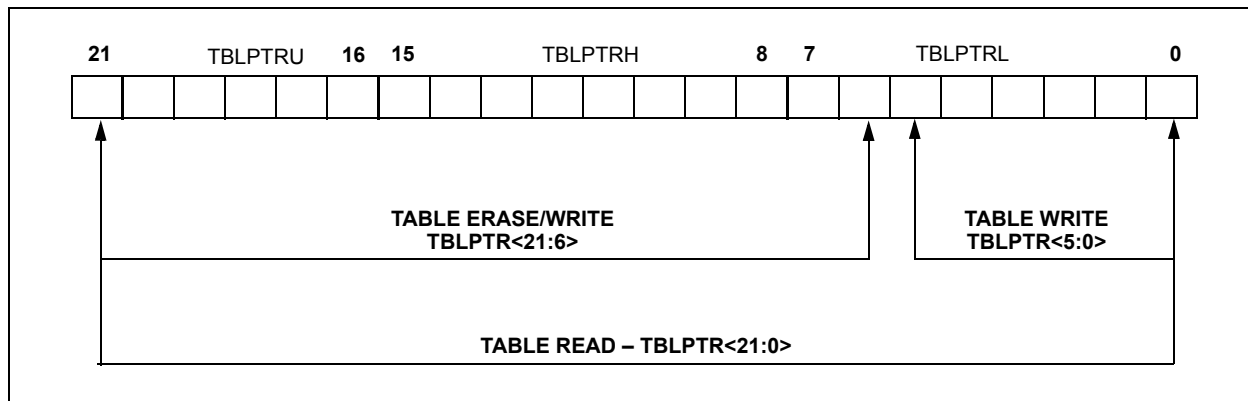 21 TBLPTRU 16 15 TBLPTRH 8 7 TBLPTRL 0
TABLE ERASE/WRITE
TBLPTR<21:6>
TABLE WRITE
TBLPTR<5:0>
TABLE READ – TBLPTR<21:0>